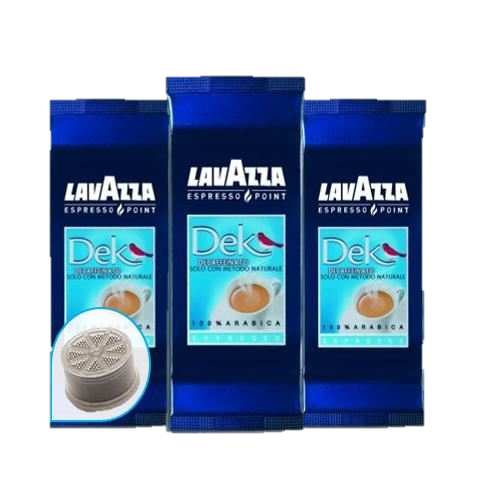 LAVAZZA
ESPRESSO POINT
Dek
DECAFFEINATO
SOLO CON METODO NATURALE
100% ARABICA
ESPRESSO
LAVAZZA
ESPRESSO POINT
Dek
DECAFFEINATO
SOLO CON METODO NATURALE
100% ARABICA
ESPRESSO
LAVAZZA
ESPRESSO POINT
Dek
DECAFFEINATO
SOLO CON METODO NATURALE
100% ARABICA
ESPRESSO